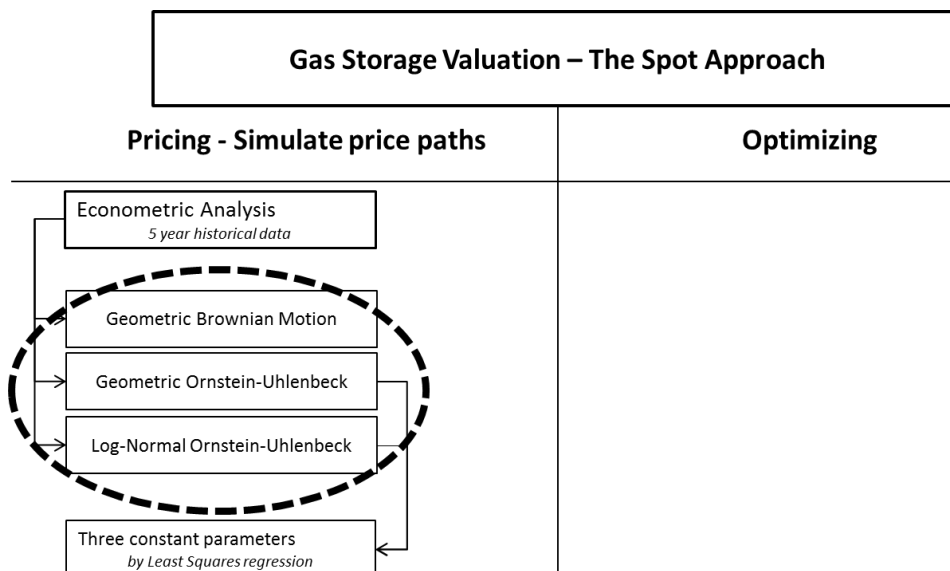 Gas Storage Valuation – The Spot Approach
Pricing - Simulate price paths
Optimizing
Econometric Analysis
5 year historical data
Geometric Brownian Motion
Geometric Ornstein-Uhlenbeck
Log-Normal Ornstein-Uhlenbeck
Three constant parameters
by Least Squares regression